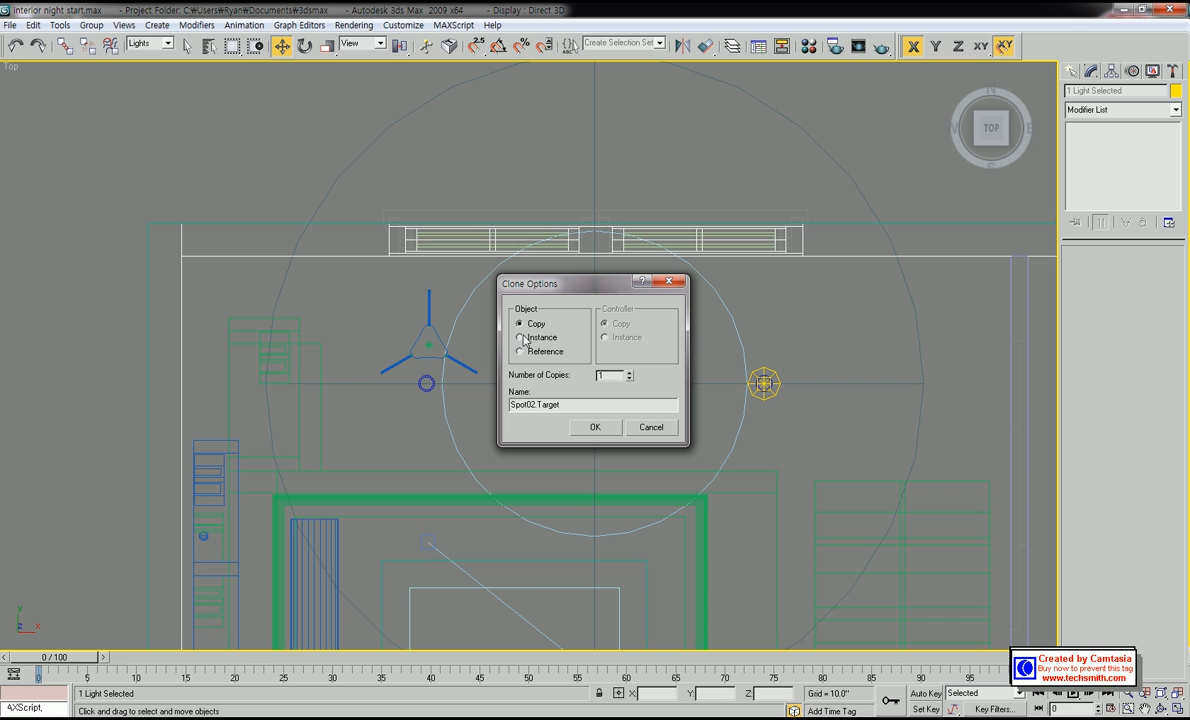 interior night start.max - Project Folder: C:₩Users₩Ryan₩Documents₩3dsmax - Autodesk 3ds Max 2009 x64 - Display : Direct 3D
File Edit Tools Group Views Create Modifiers Animation Graph Editors Rendering Customize MAXScript Help
Lights View 2.5 Create Selection Set X Y Z XY XY
Top
1 Light Selected
Modifier List
N
TOP
S
Clone Options
Object Controller
Copy Copy
Instance Instance
Reference
Number of Copies: 1
Name:
Spot02.Target
OK Cancel
y
z x
0 / 100
0 5 10 15 20 25 30 35 40 45 50 55 60 65 70 75 80 85 90 95
Created by Camtasia
Buy now to prevent this tag
www.techsmith.com
1 Light Selected X: Y: Z: Grid = 10.0" Auto Key Selected
AXScript, Click and drag to select and move objects Add Time Tag Set Key Key Filters... 0